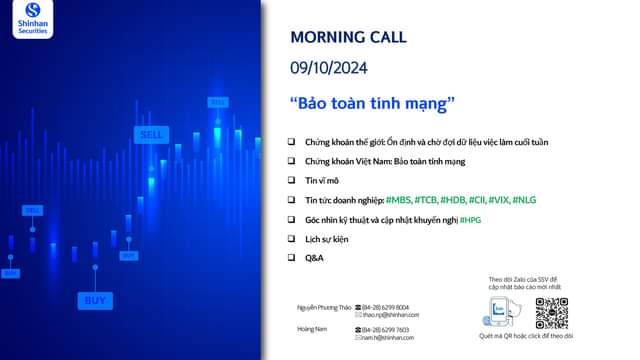 Shinhan
Securities
SELL
SELL
SELL
BUY
BUY
BUY
MORNING CALL
09/10/2024
“Bảo toàn tính mạng”
Chứng khoán thế giới: Ổn định và chờ đợi dữ liệu việc làm cuối tuần
Chứng khoán Việt Nam: Bảo toàn tính mạng
Tin vĩ mô
Tin tức doanh nghiệp: #MBS, #TCB, #HDB, #CII, #VIX, #NLG
Góc nhìn kỹ thuật và cập nhật khuyến nghị #HPG
Lịch sự kiện
Q&A
Theo dõi Zalo của SSV để
cập nhật báo cáo mới nhất
Nguyễn Phương Thảo (84-28) 6299 8004
thao.np@shinhan.com
Hoàng Nam (84-28) 6299 7603
nam.h@shinhan.com
Quét mã QR hoặc click để theo dõi